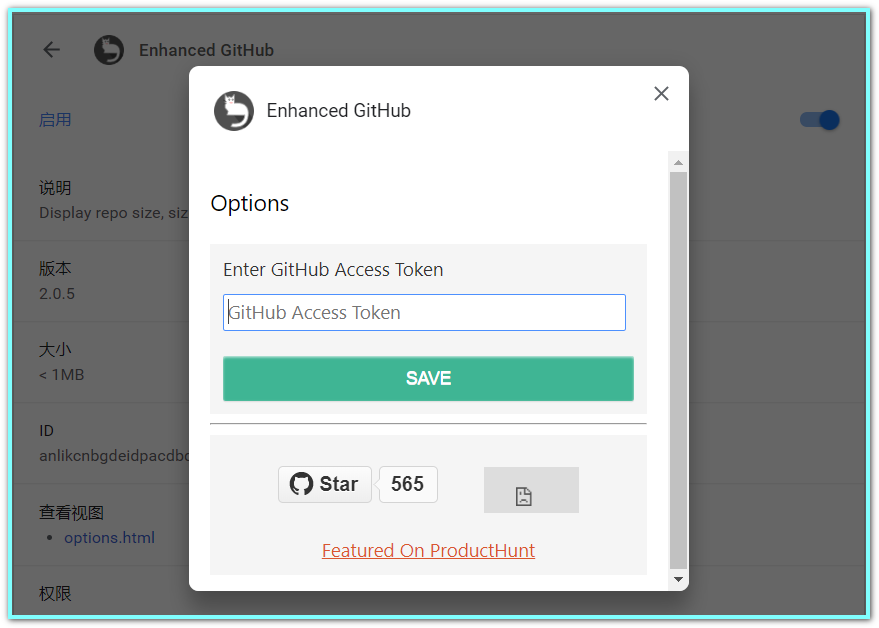 Enhanced GitHub
Enhanced GitHub
启用
说明
Display repo size, siz
Options
Enter GitHub Access Token
版本
2.0.5
GitHub Access Token
大小
< 1MB
SAVE
ID
anlikcnbgdeidpacdbc
Star 565
查看视图
options.html
Featured On ProductHunt
权限